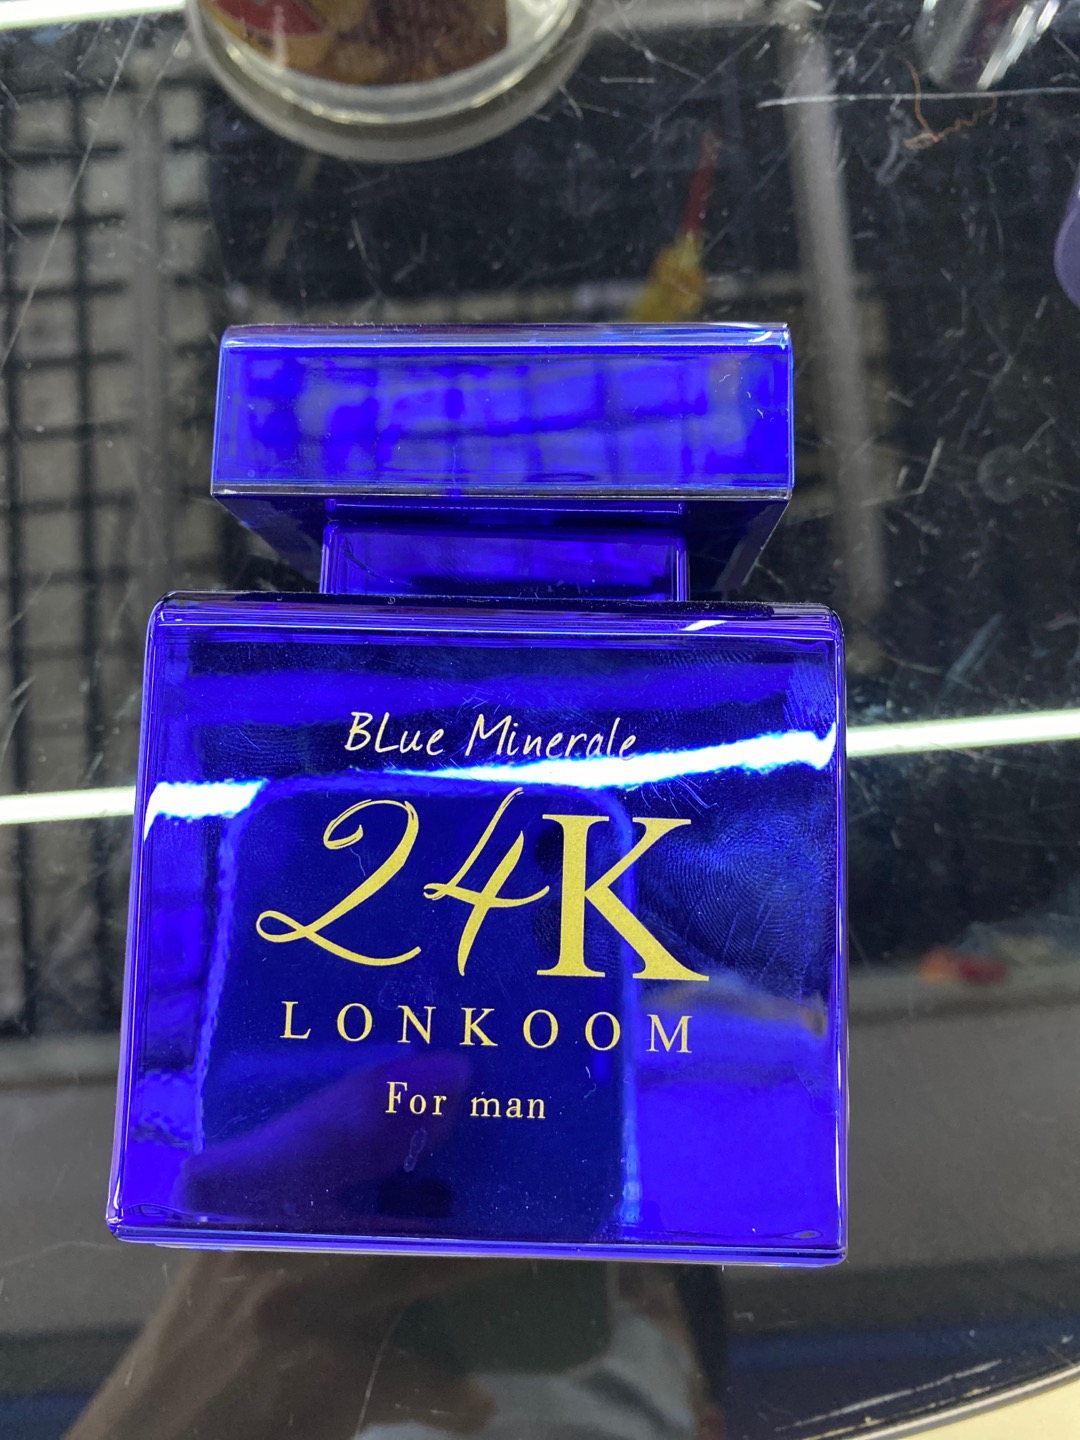 BLue Minerale
24K
LONKOOM
For man